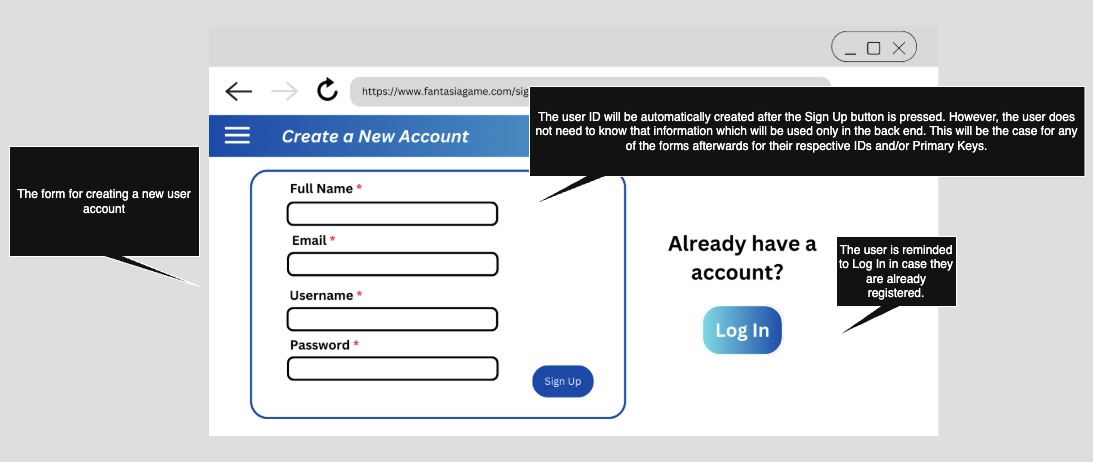 https://www.fantasiagame.com/sig
The user ID will be automatically created after the Sign Up button is pressed. However, the user does
not need to know that information which will be used only in the back end. This will be the case for any
of the forms afterwards for their respective IDs and/or Primary Keys.
Create a New Account
The form for creating a new user
account
Full Name *
Email *
Username *
Password *
Sign Up
Already have a
account?
Log In
The user is reminded
to Log In in case they
are already
registered.